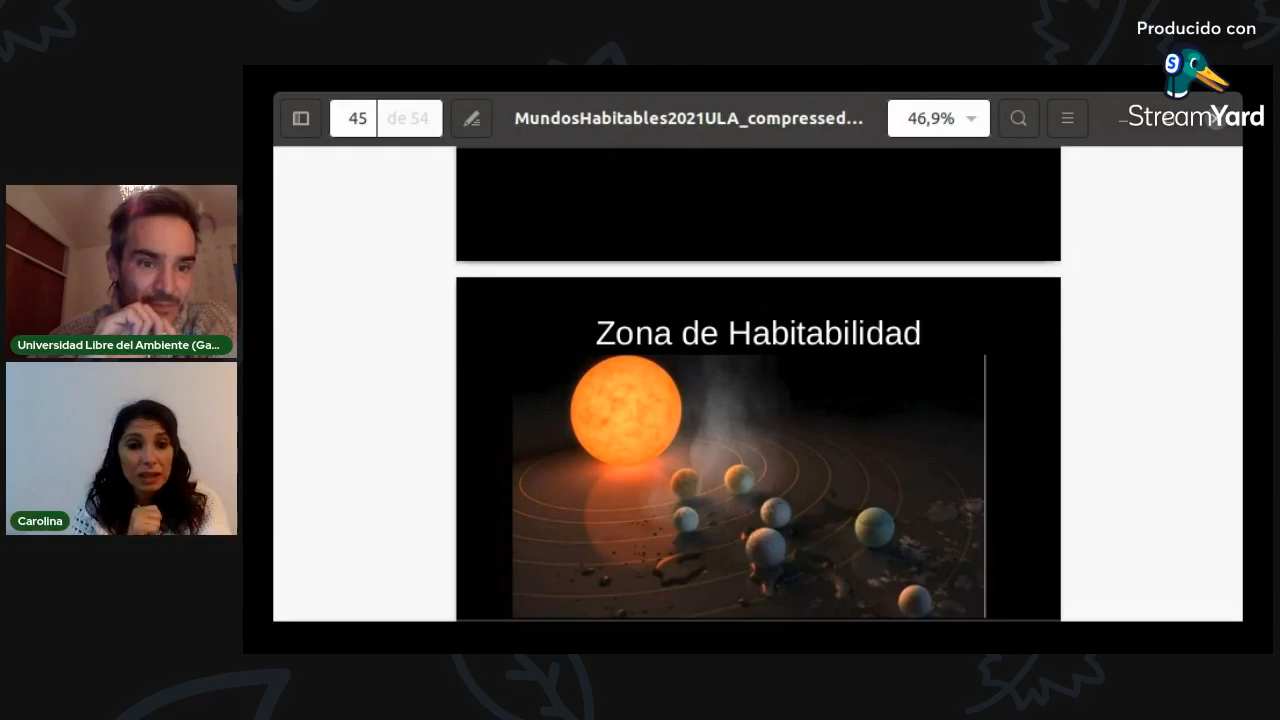 Producido con
S
StreamYard
45 de 54 MundosHabitables2021ULA_compressed... 46,9%
Universidad Libre del Ambiente (Ga...
Carolina
Zona de Habitabilidad